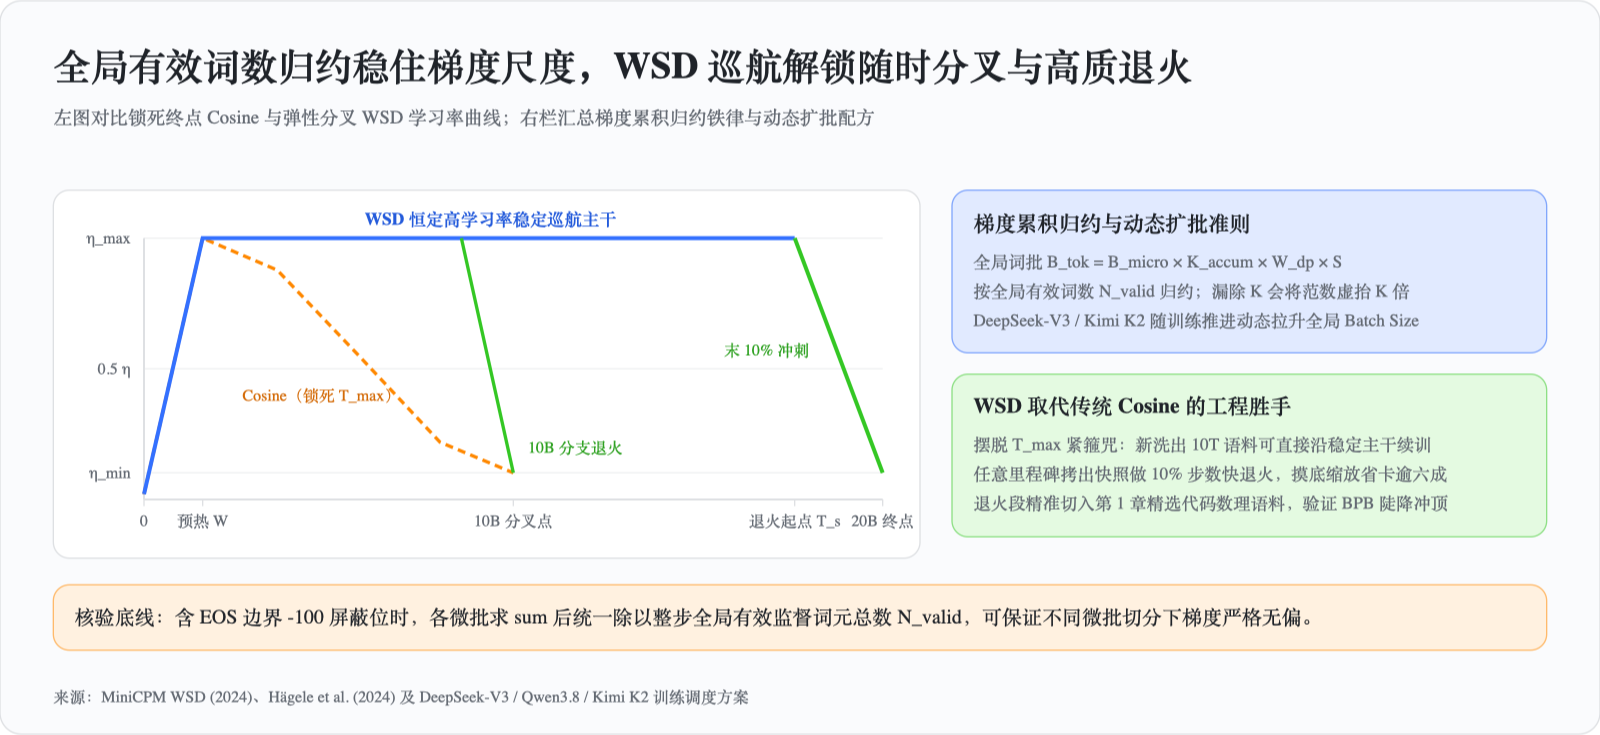 全局有效词数归约稳住梯度尺度，WSD 巡航解锁随时分叉与高质退火
左图对比锁死终点 Cosine 与弹性分叉 WSD 学习率曲线；右栏汇总梯度累积归约铁律与动态扩批配方
WSD 恒定高学习率稳定巡航主干
η_max
0.5 η
η_min
Cosine（锁死 T_max）
10B 分支退火
末 10% 冲刺
0
预热 W
10B 分叉点
退火起点 T_s
20B 终点
梯度累积归约与动态扩批准则
全局词批 B_tok = B_micro × K_accum × W_dp × S
按全局有效词数 N_valid 归约；漏除 K 会将范数虚抬 K 倍
DeepSeek-V3 / Kimi K2 随训练推进动态拉升全局 Batch Size
WSD 取代传统 Cosine 的工程胜手
摆脱 T_max 紧箍咒：新洗出 10T 语料可直接沿稳定主干续训
任意里程碑拷出快照做 10% 步数快退火，摸底缩放省卡逾六成
退火段精准切入第 1 章精选代码数理语料，验证 BPB 陡降冲顶
核验底线：含 EOS 边界 -100 屏蔽位时，各微批求 sum 后统一除以整步全局有效监督词元总数 N_valid，可保证不同微批切分下梯度严格无偏。
来源：MiniCPM WSD (2024)、Hägele et al. (2024) 及 DeepSeek-V3 / Qwen3.8 / Kimi K2 训练调度方案